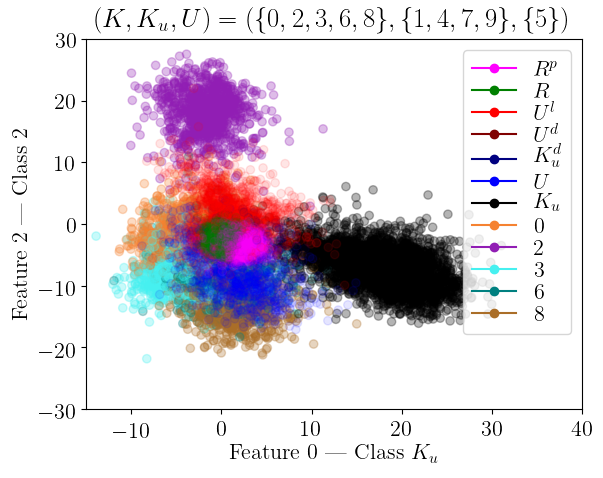 (K, K_u, U) = ({0, 2, 3, 6, 8}, {1, 4, 7, 9}, {5})
30
20
10
0
−10
−20
−30
Feature 2 — Class 2
−10
0
10
20
30
40
Feature 0 — Class K_u
R^p
R
U^l
U^d
K_u^d
U
K_u
0
2
3
6
8